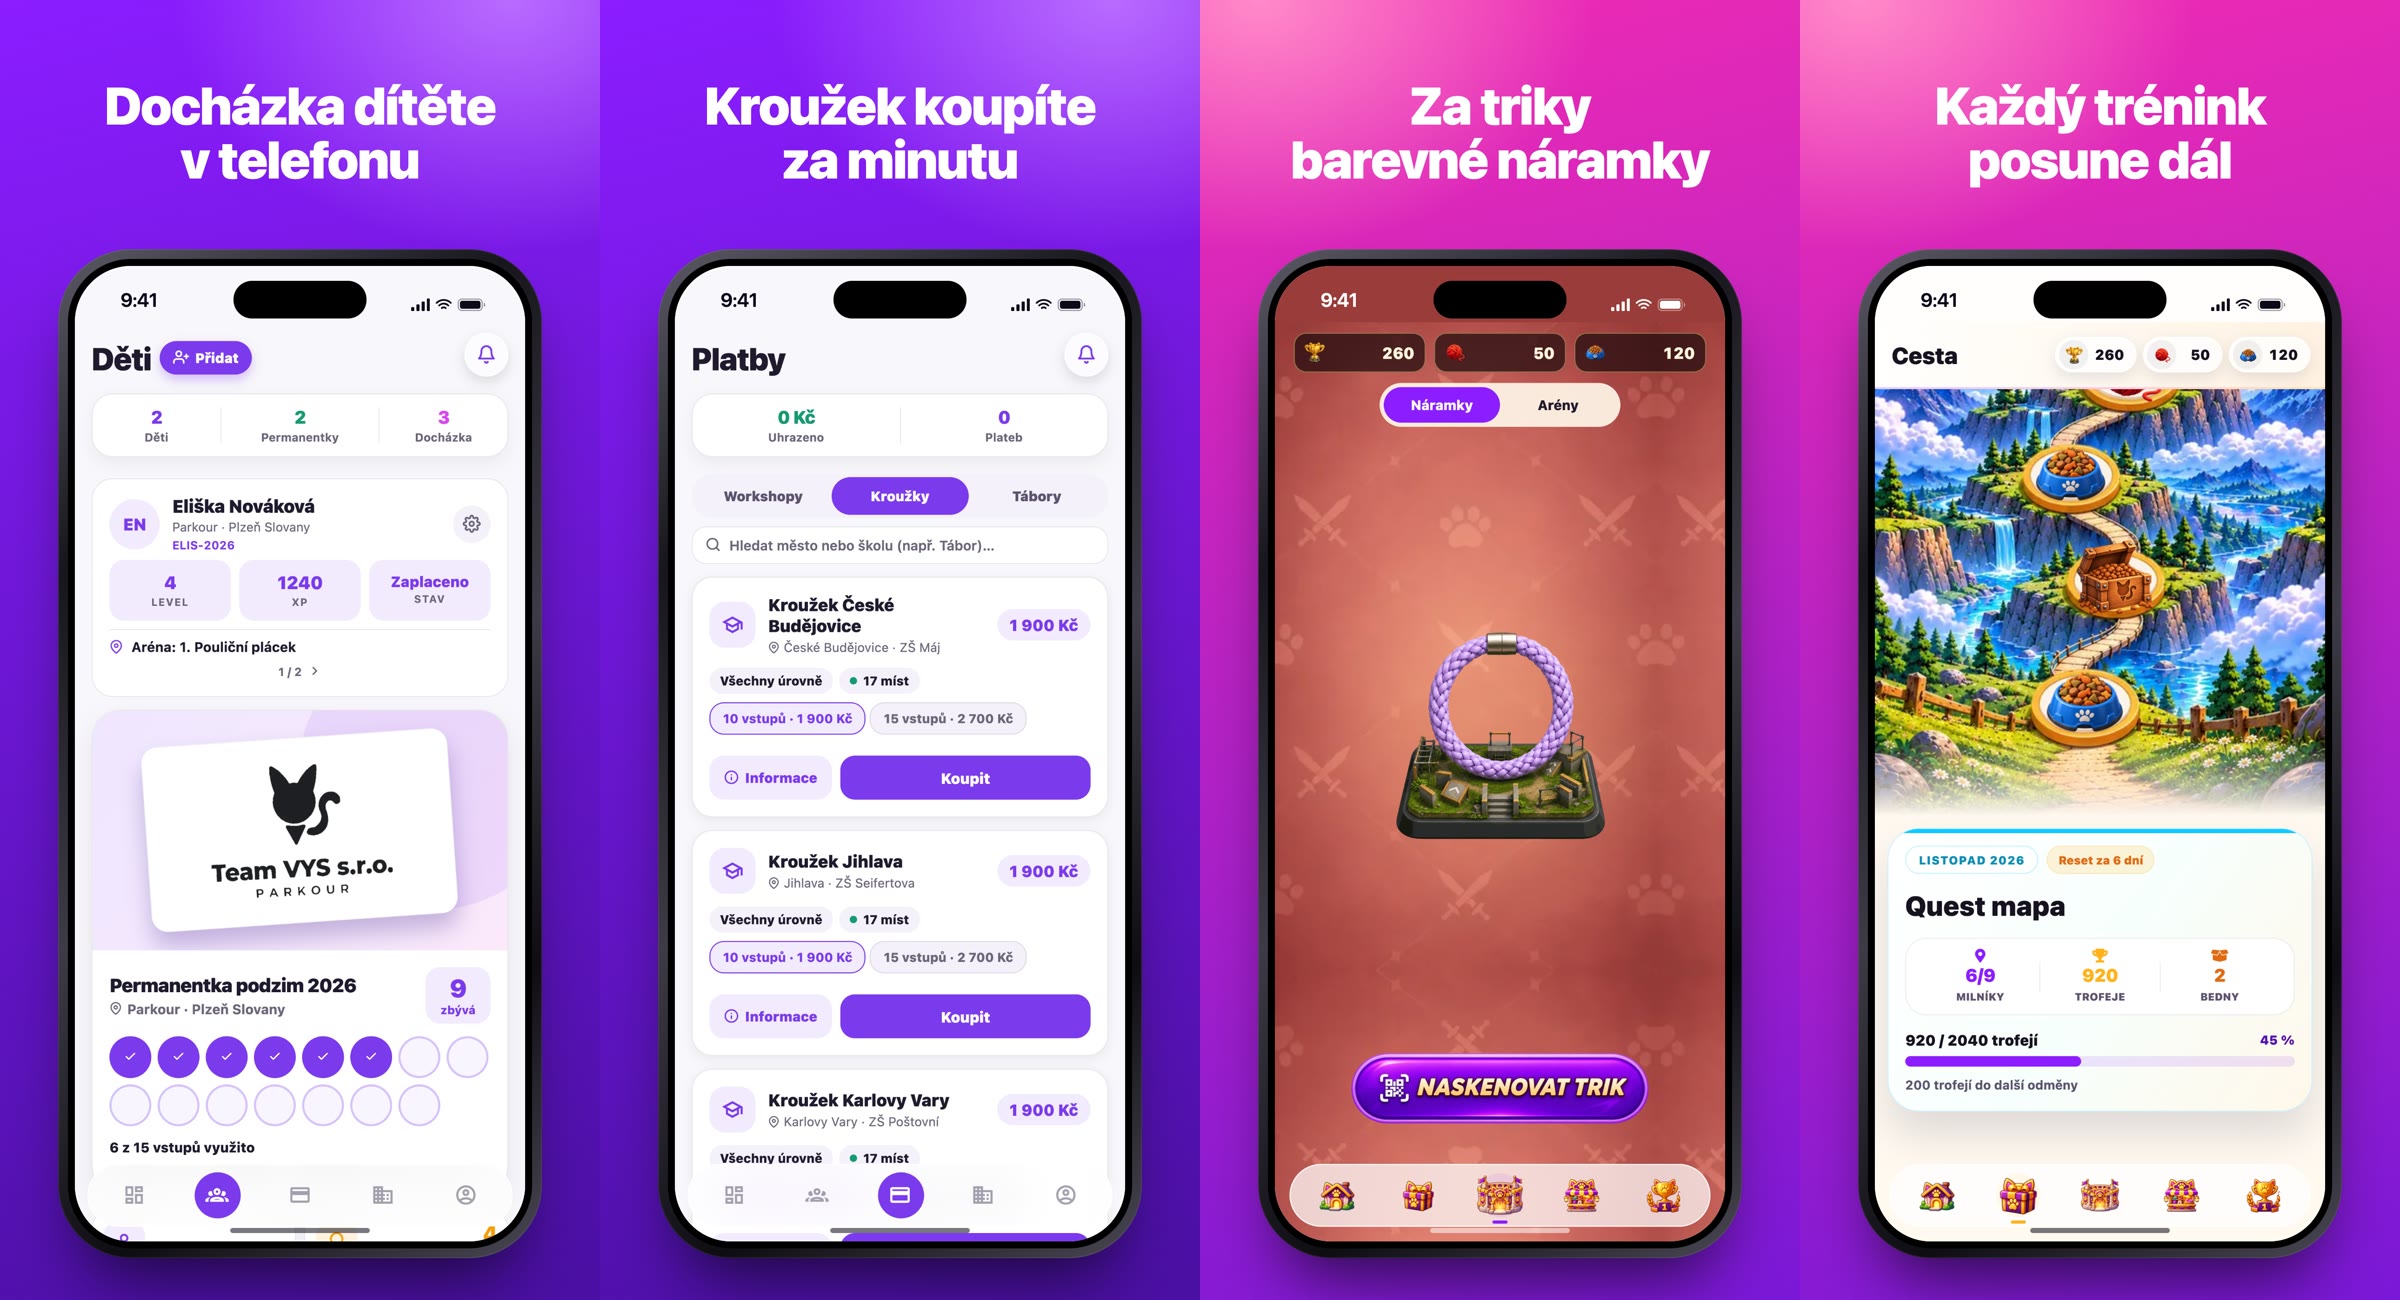 Docházka dítěte
v telefonu
9:41
Děti
Přidat
2
Děti
2
Permanentky
3
Docházka
EN
Eliška Nováková
Parkour · Plzeň Slovany
ELIS-2026
4
LEVEL
1240
XP
Zaplaceno
STAV
Aréna: 1. Pouliční plácek
1 / 2
Team VYS s.r.o.
PARKOUR
Permanentka podzim 2026
Parkour · Plzeň Slovany
9
zbývá
6 z 15 vstupů využito
Kroužek koupíte
za minutu
9:41
Platby
0 Kč
Uhrazeno
0
Plateb
Workshopy
Kroužky
Tábory
Hledat město nebo školu (např. Tábor)...
Kroužek České
Budějovice
České Budějovice · ZŠ Máj
1 900 Kč
Všechny úrovně
17 míst
10 vstupů · 1 900 Kč
15 vstupů · 2 700 Kč
Informace
Koupit
Kroužek Jihlava
Jihlava · ZŠ Seifertova
1 900 Kč
Všechny úrovně
17 míst
10 vstupů · 1 900 Kč
15 vstupů · 2 700 Kč
Informace
Koupit
Kroužek Karlovy Vary
Karlovy Vary · ZŠ Poštovní
1 900 Kč
Všechny úrovně
17 míst
Za triky
barevné náramky
9:41
260
50
120
Náramky
Arény
NASKENOVAT TRIK
Každý trénink
posune dál
9:41
Cesta
260
50
120
LISTOPAD 2026
Reset za 6 dní
Quest mapa
6/9
MILNÍKY
920
TROFEJE
2
BEDNY
920 / 2040 trofejí
45 %
200 trofejí do další odměny